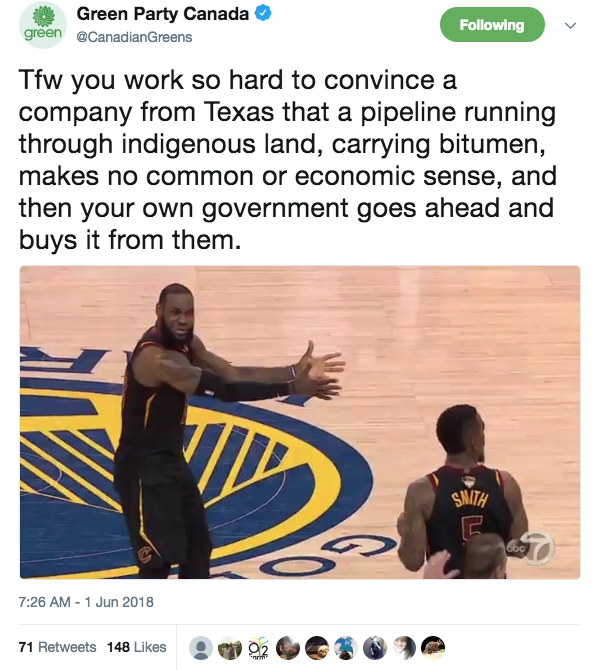 Green Party Canada
@CanadianGreens
green
Following
Tfw you work so hard to convince a
company from Texas that a pipeline running
through indigenous land, carrying bitumen,
makes no common or economic sense, and
then your own government goes ahead and
buys it from them.
SMITH
5
abc 7
G O
C
7:26 AM - 1 Jun 2018
71 Retweets 148 Likes